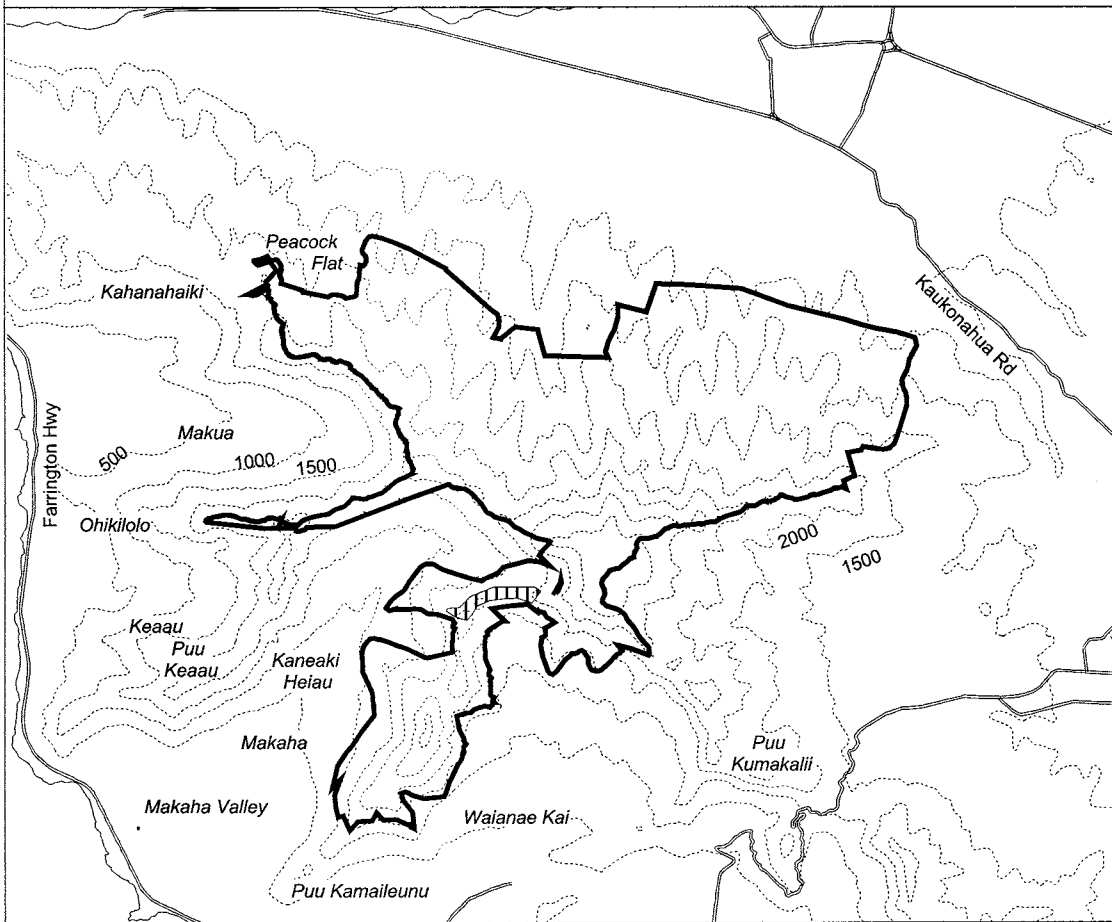 Peacock
Flat
Kahanahaiki
Kaukonahua Rd
Farrington Hwy
Makua
500
1000
1500
Ohikilolo
2000
1500
Keaau
Puu
Keaau
Kaneaki
Heiau
Makaha
Puu
Kumakalii
Makaha Valley
Waianae Kai
Puu Kamaileunu